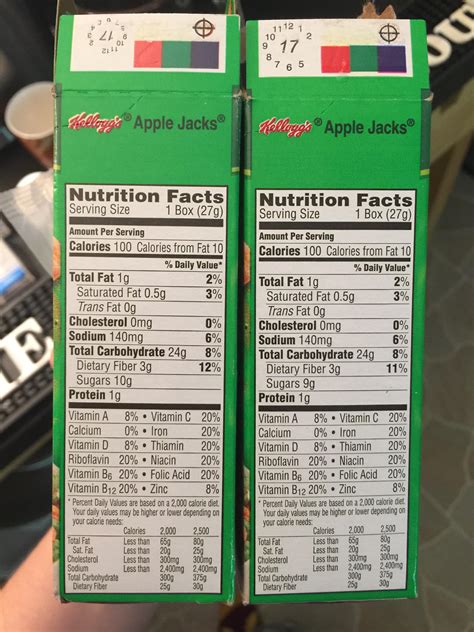 17
11 12 1
10 2
9 17
8
7 6 5
Kellogg's® Apple Jacks®
Nutrition Facts
Serving Size 1 Box (27g)
Amount Per Serving
Calories 100 Calories from Fat 10
% Daily Value*
Total Fat 1g 2%
Saturated Fat 0.5g 3%
Trans Fat 0g
Cholesterol 0mg 0%
Sodium 140mg 6%
Total Carbohydrate 24g 8%
Dietary Fiber 3g 12%
Sugars 10g
Protein 1g
Vitamin A 8% • Vitamin C 20%
Calcium 0% • Iron 20%
Vitamin D 8% • Thiamin 20%
Riboflavin 20% • Niacin 20%
Vitamin B6 20% • Folic Acid 20%
Vitamin B12 20% • Zinc 8%
* Percent Daily Values are based on a 2,000 calorie diet.
Your daily values may be higher or lower depending on
your calorie needs:
Calories 2,000 2,500
Total Fat Less than 65g 80g
Sat. Fat Less than 20g 25g
Cholesterol Less than 300mg 300mg
Sodium Less than 2,400mg 2,400mg
Total Carbohydrate 300g 375g
Dietary Fiber 25g 30g
Kellogg's® Apple Jacks®
Nutrition Facts
Serving Size 1 Box (27g)
Amount Per Serving
Calories 100 Calories from Fat 10
% Daily Value*
Total Fat 1g 2%
Saturated Fat 0.5g 3%
Trans Fat 0g
Cholesterol 0mg 0%
Sodium 140mg 6%
Total Carbohydrate 24g 8%
Dietary Fiber 3g 11%
Sugars 9g
Protein 1g
Vitamin A 8% • Vitamin C 20%
Calcium 0% • Iron 20%
Vitamin D 8% • Thiamin 20%
Riboflavin 20% • Niacin 20%
Vitamin B6 20% • Folic Acid 20%
Vitamin B12 20% • Zinc 8%
* Percent Daily Values are based on a 2,000 calorie diet.
Your daily values may be higher or lower depending on
your calorie needs:
Calories 2,000 2,500
Total Fat Less than 65g 80g
Sat. Fat Less than 20g 25g
Cholesterol Less than 300mg 300mg
Sodium Less than 2,400mg 2,400mg
Total Carbohydrate 300g 375g
Dietary Fiber 25g 30g